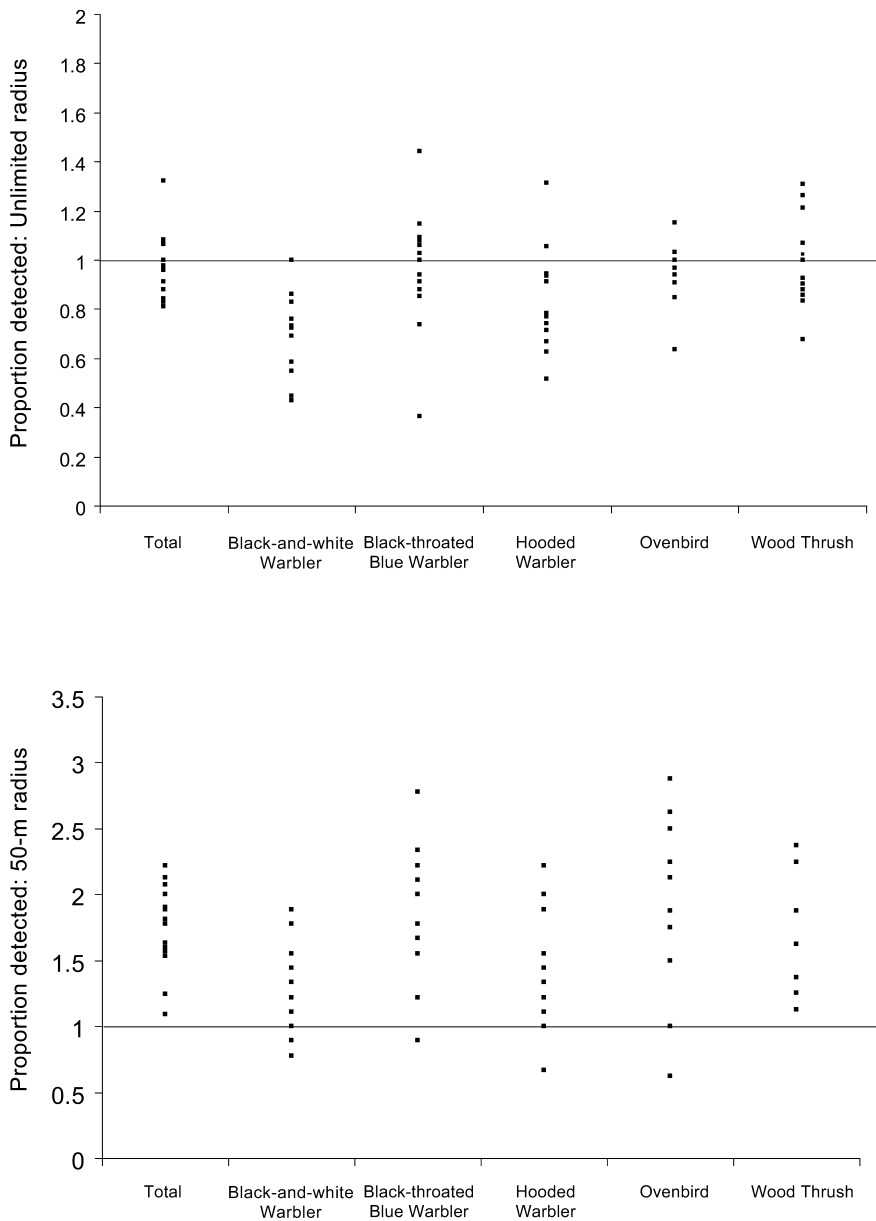 Proportion detected: Unlimited radius
2
1.8
1.6
1.4
1.2
1
0.8
0.6
0.4
0.2
0
Total
Black-and-white
Warbler
Black-throated
Blue Warbler
Hooded
Warbler
Ovenbird
Wood Thrush
Proportion detected: 50-m radius
3.5
3
2.5
2
1.5
1
0.5
0
Total
Black-and-white
Warbler
Black-throated
Blue Warbler
Hooded
Warbler
Ovenbird
Wood Thrush